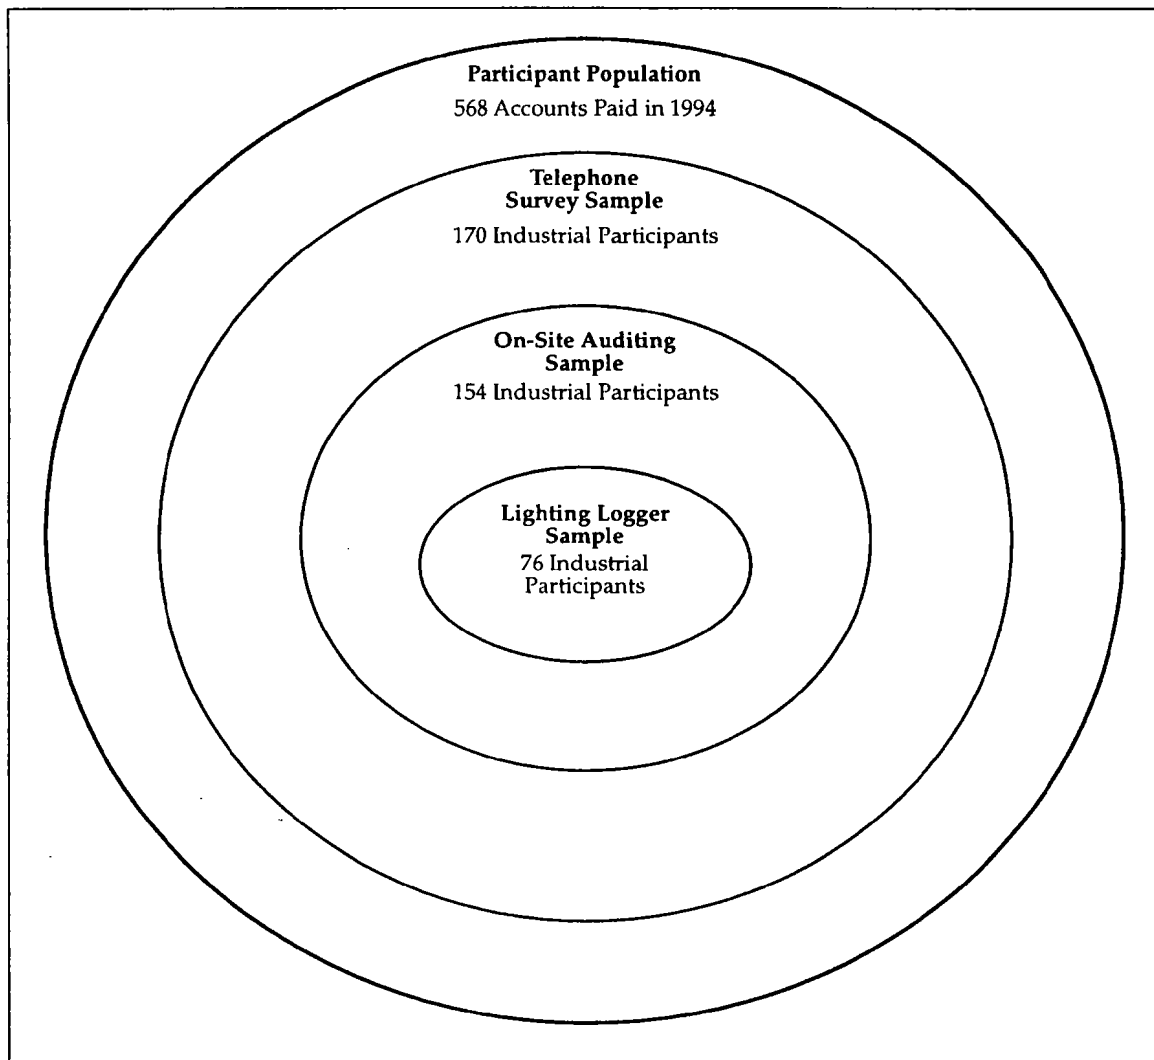 Participant Population
568 Accounts Paid in 1994
Telephone
Survey Sample
170 Industrial Participants
On-Site Auditing
Sample
154 Industrial Participants
Lighting Logger
Sample
76 Industrial
Participants